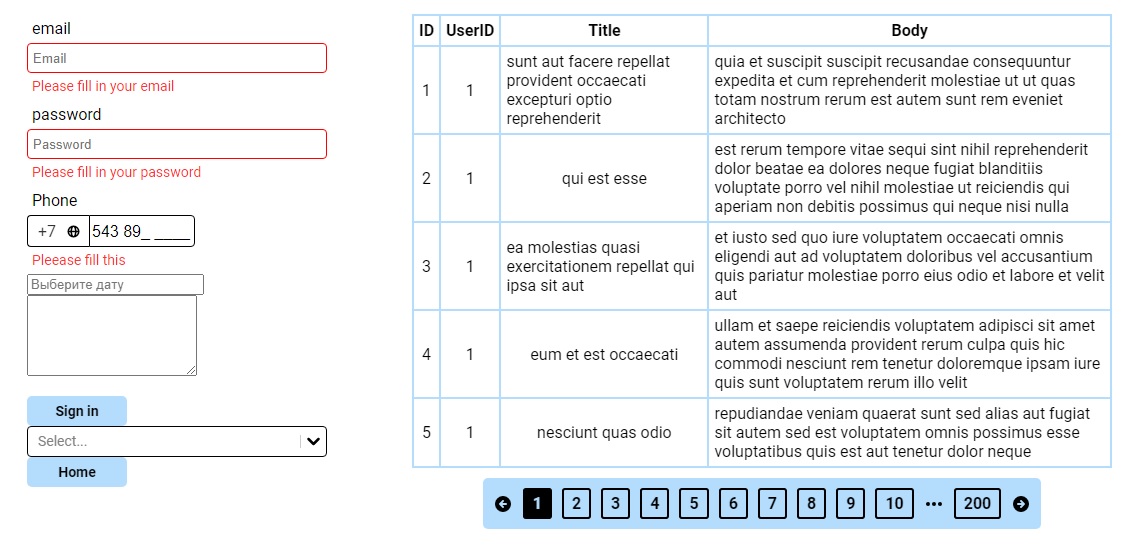 email
Email
Please fill in your email
password
Password
Please fill in your password
Phone
+7 543 89_ ____
Pleease fill this
Выберите дату
Sign in
Select...
Home
ID UserID Title Body
1 1
sunt aut facere repellat
provident occaecati
excepturi optio
reprehenderit
quia et suscipit suscipit recusandae consequuntur
expedita et cum reprehenderit molestiae ut ut quas
totam nostrum rerum est autem sunt rem eveniet
architecto
2 1
qui est esse
est rerum tempore vitae sequi sint nihil reprehenderit
dolor beatae ea dolores neque fugiat blanditiis
voluptate porro vel nihil molestiae ut reiciendis qui
aperiam non debitis possimus qui neque nisi nulla
3 1
ea molestias quasi
exercitationem repellat qui
ipsa sit aut
et iusto sed quo iure voluptatem occaecati omnis
eligendi aut ad voluptatem doloribus vel accusantium
quis pariatur molestiae porro eius odio et labore et velit
aut
4 1
eum et est occaecati
ullam et saepe reiciendis voluptatem adipisci sit amet
autem assumenda provident rerum culpa quis hic
commodi nesciunt rem tenetur doloremque ipsam iure
quis sunt voluptatem rerum illo velit
5 1
nesciunt quas odio
repudiandae veniam quaerat sunt sed alias aut fugiat
sit autem sed est voluptatem omnis possimus esse
voluptatibus quis est aut tenetur dolor neque
1 2 3 4 5 6 7 8 9 10 ••• 200